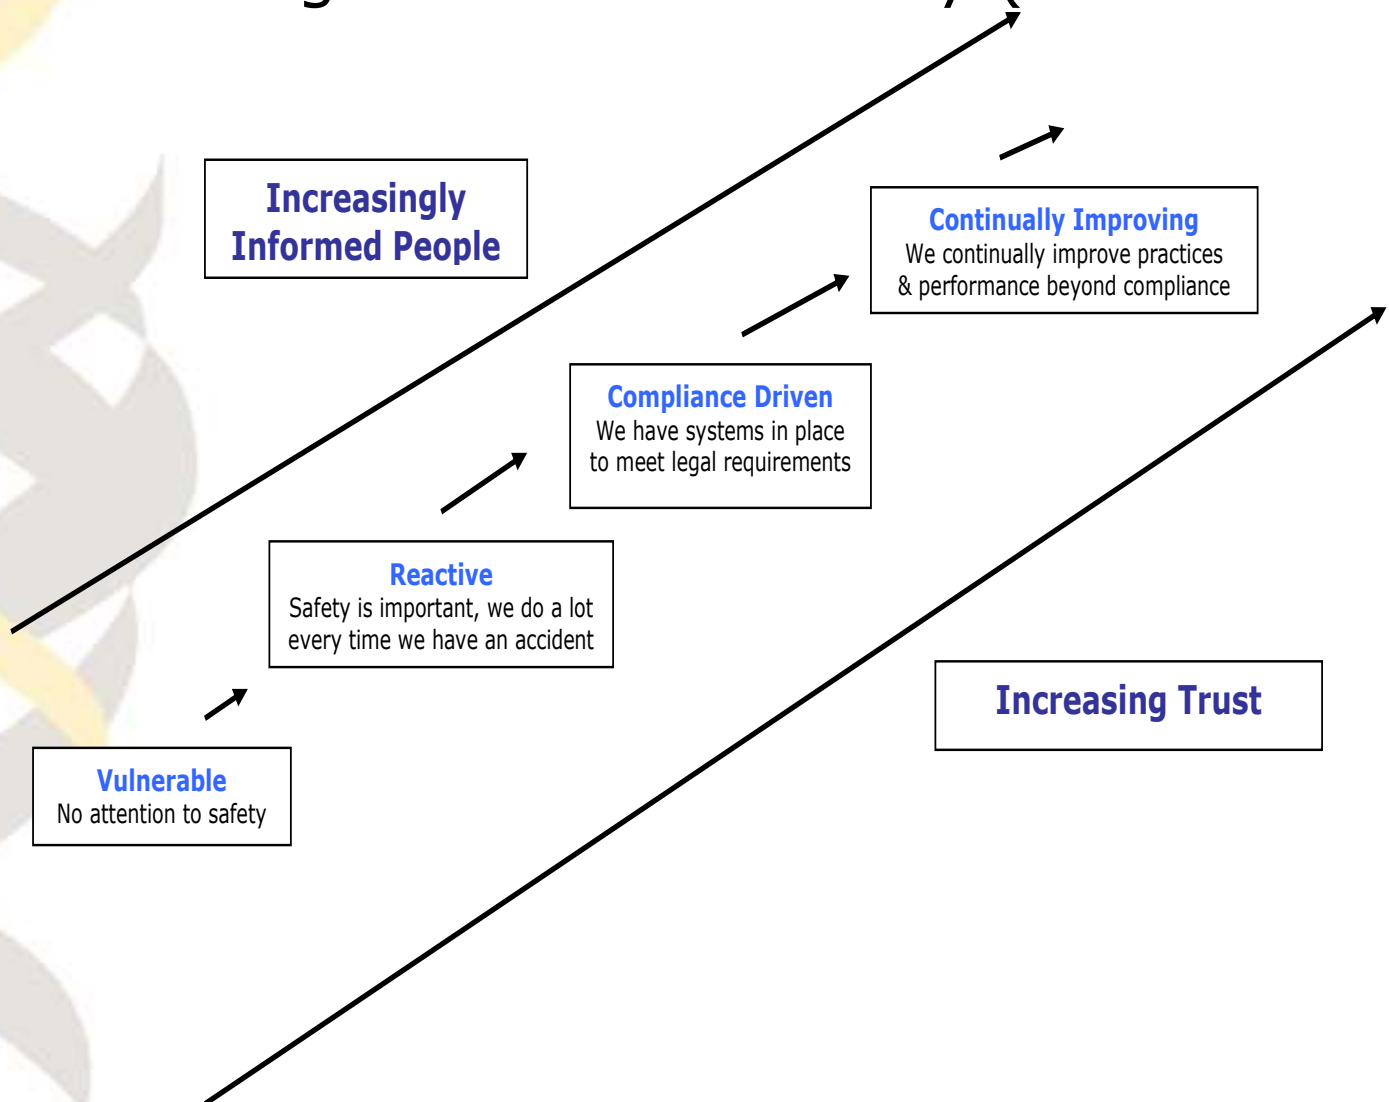 Increasingly
Informed People
Continually Improving
We continually improve practices
& performance beyond compliance
Compliance Driven
We have systems in place
to meet legal requirements
Reactive
Safety is important, we do a lot
every time we have an accident
Increasing Trust
Vulnerable
No attention to safety